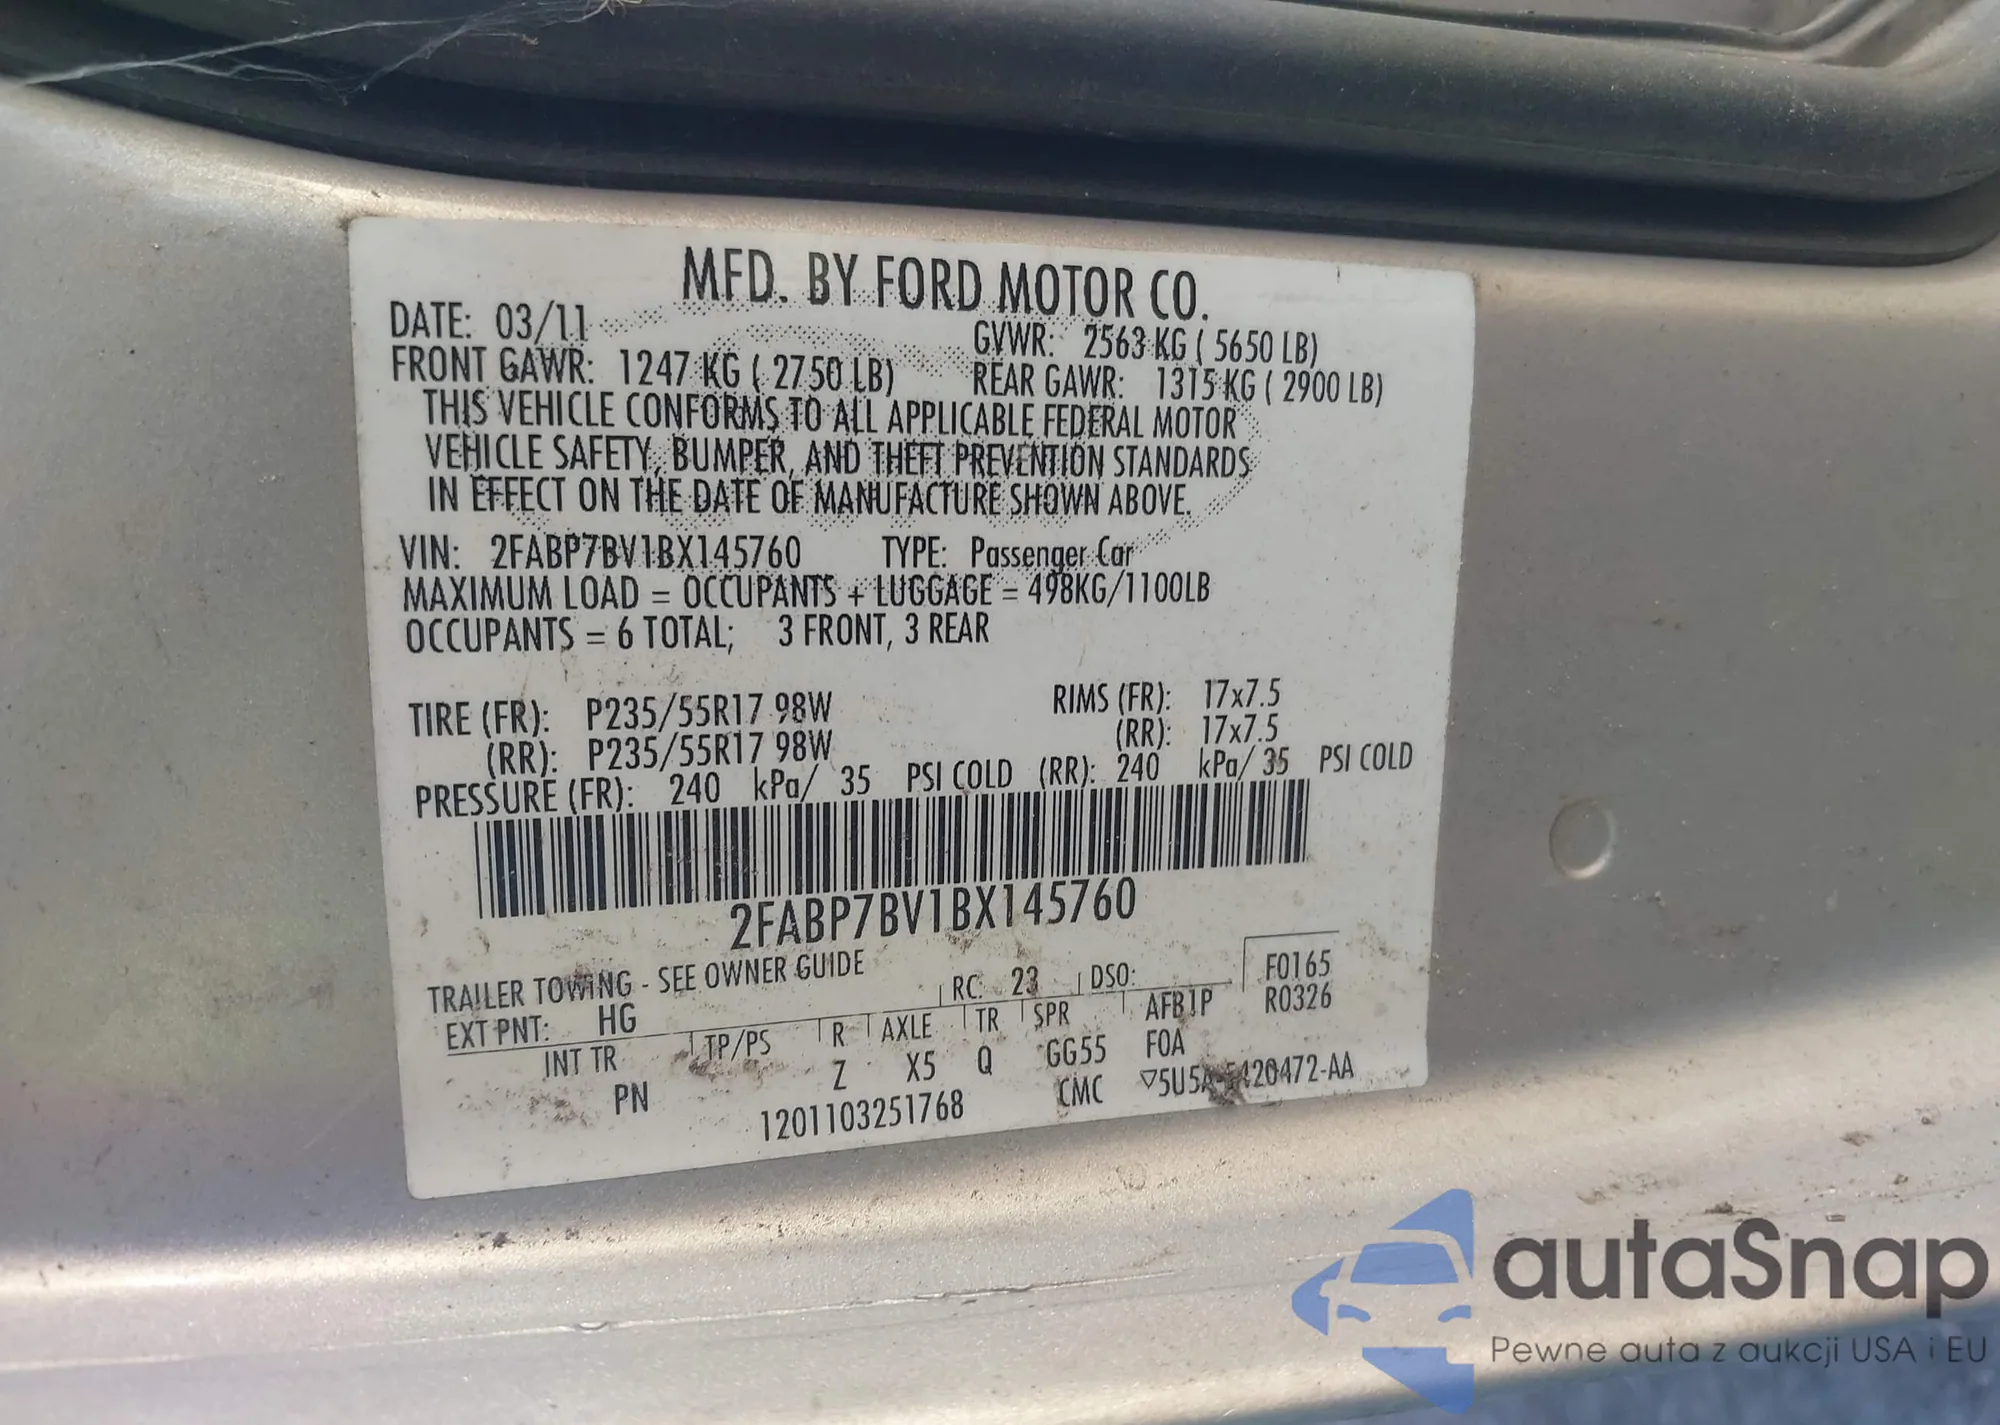 MFD. BY FORD MOTOR CO.
DATE: 03/11 GVWR: 2563 KG ( 5650 LB)
FRONT GAWR: 1247 KG ( 2750 LB) REAR GAWR: 1315 KG ( 2900 LB)
THIS VEHICLE CONFORMS TO ALL APPLICABLE FEDERAL MOTOR
VEHICLE SAFETY, BUMPER, AND THEFT PREVENTION STANDARDS
IN EFFECT ON THE DATE OF MANUFACTURE SHOWN ABOVE.
VIN: 2FABP7BV1BX145760 TYPE: Passenger Car
MAXIMUM LOAD = OCCUPANTS + LUGGAGE = 498KG/1100LB
OCCUPANTS = 6 TOTAL; 3 FRONT, 3 REAR
TIRE (FR): P235/55R17 98W RIMS (FR): 17x7.5
(RR): P235/55R17 98W (RR): 17x7.5
PRESSURE (FR): 240 kPa/ 35 PSI COLD (RR): 240 kPa/ 35 PSI COLD
2FABP7BV1BX145760
TRAILER TOWING - SEE OWNER GUIDE
EXT PNT: HG RC: 23 DSO: F0165
R0326
INT TR TP/PS R AXLE TR SPR AFB1P
Z X5 Q GG55 F0A
PN 1201103251768 CMC
autaSnap
Pewne auta z aukcji USA i EU